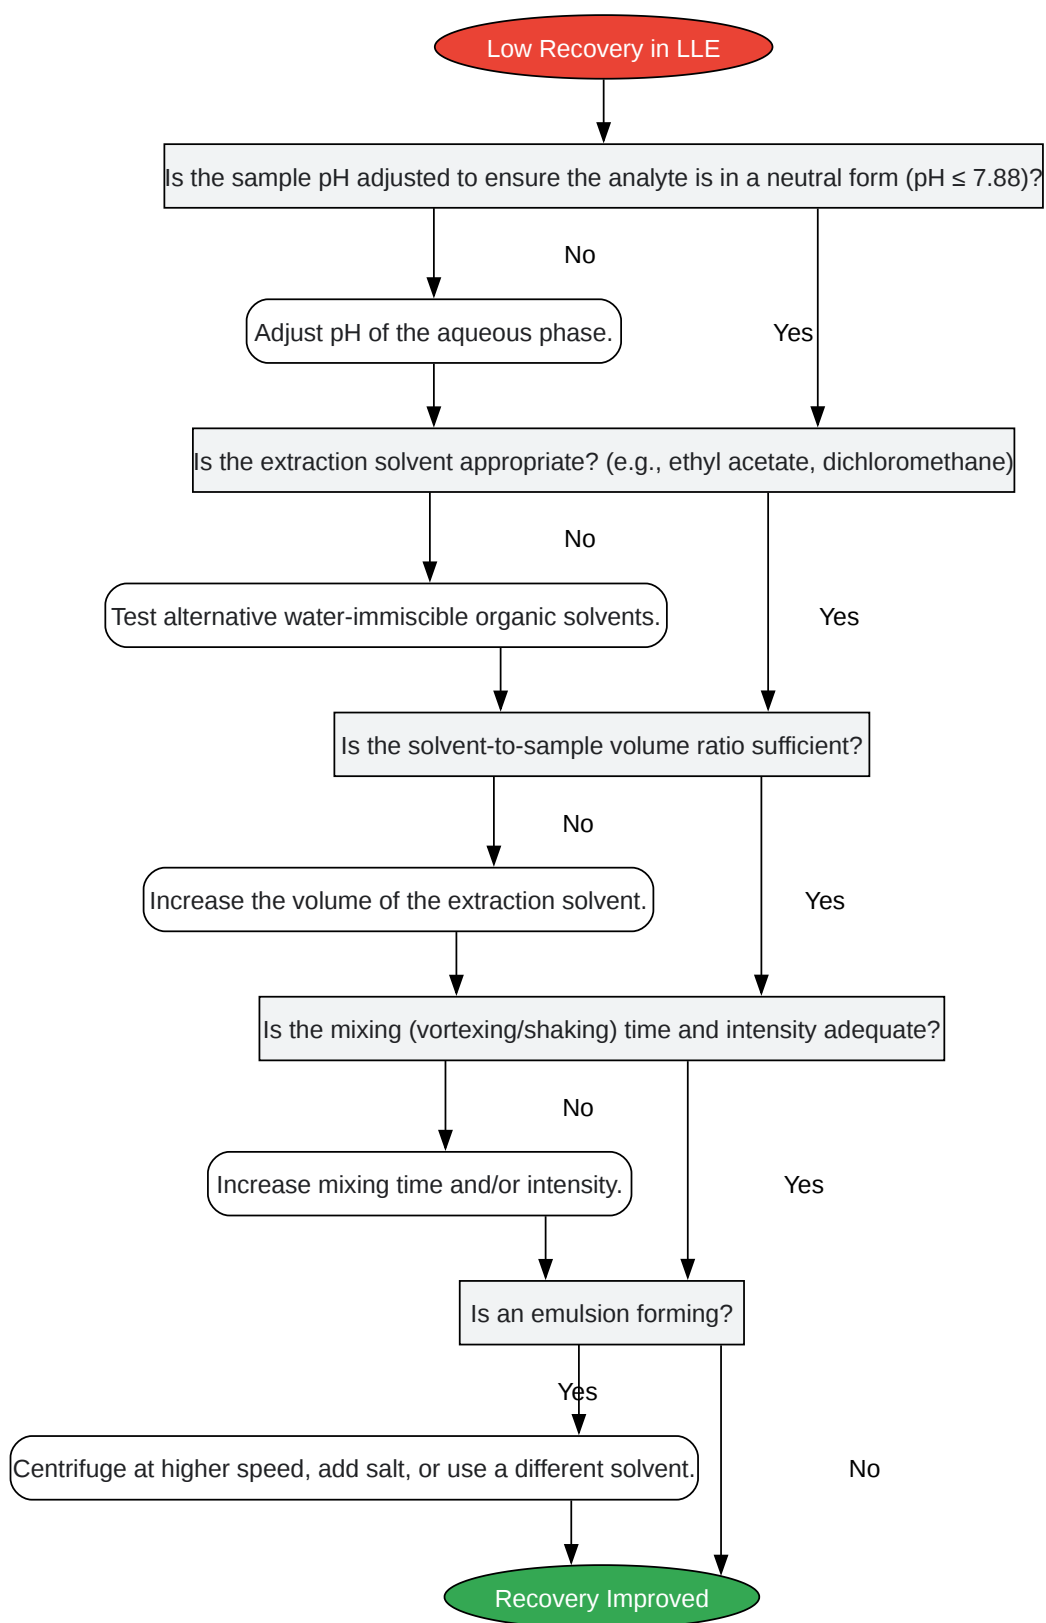 Low Recovery in LLE
Is the sample pH adjusted to ensure the analyte is in a neutral form (pH ≤ 7.88)?
No
Adjust pH of the aqueous phase.
Yes
Is the extraction solvent appropriate? (e.g., ethyl acetate, dichloromethane)
No
Test alternative water-immiscible organic solvents.
Yes
Is the solvent-to-sample volume ratio sufficient?
No
Increase the volume of the extraction solvent.
Yes
Is the mixing (vortexing/shaking) time and intensity adequate?
No
Increase mixing time and/or intensity.
Yes
Is an emulsion forming?
Yes
Centrifuge at higher speed, add salt, or use a different solvent.
No
Recovery Improved